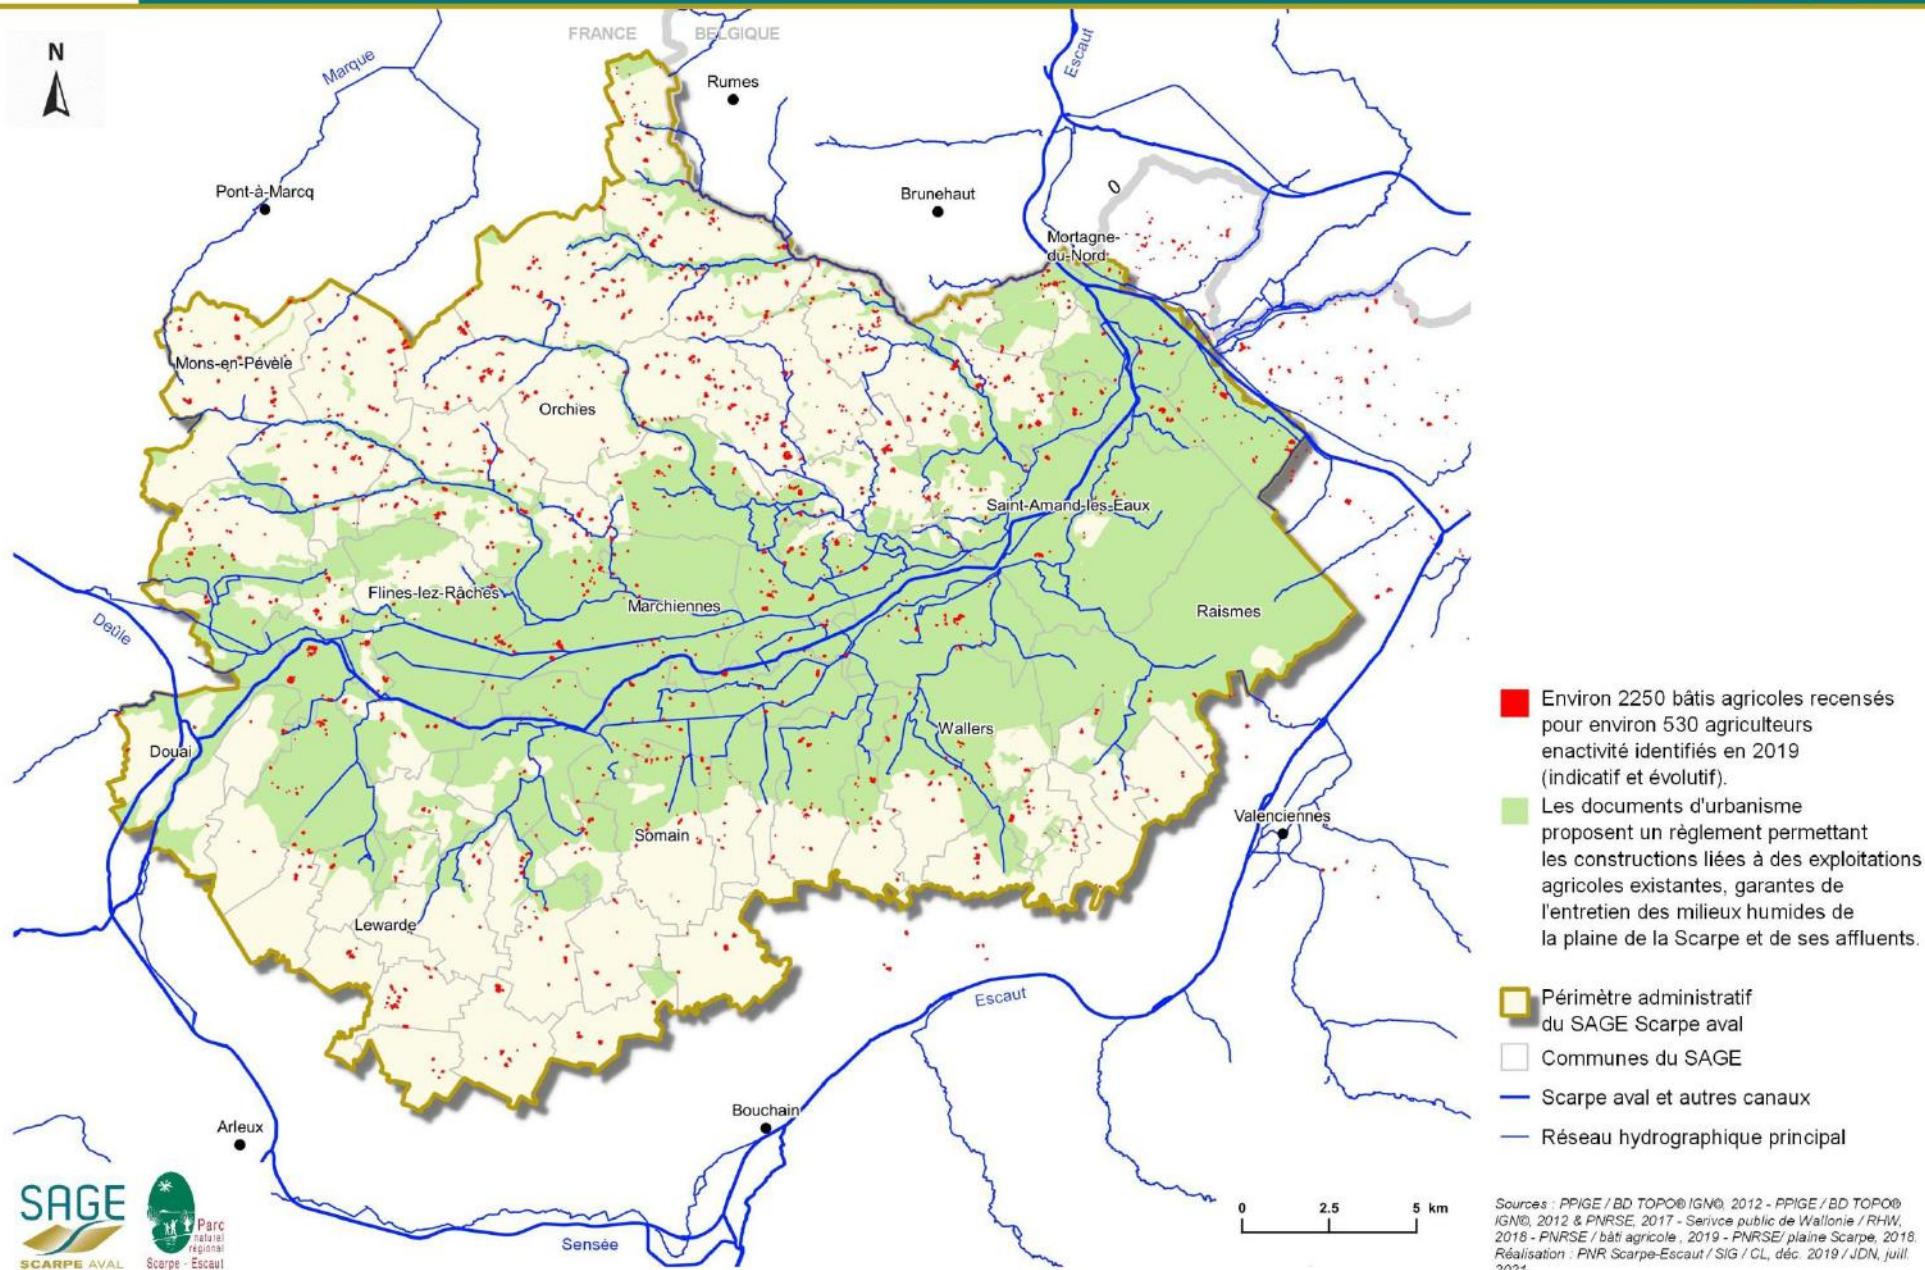 N
FRANCE
BELGIQUE
Marque
Escaut
Rumes
Pont-à-Marcq
Brunehaut
0
Mortagne-
du-Nord
Mons-en-Pévèle
Orchies
Saint-Amand-les-Eaux
Flines-lez-Râches
Marchiennes
Raismes
Deûle
Douai
Wallers
Somain
Valenciennes
Lewarde
Escaut
Bouchain
Arleux
Sensée
Environ 2250 bâtis agricoles recensés
pour environ 530 agriculteurs
enactivité identifiés en 2019
(indicatif et évolutif).
Les documents d'urbanisme
proposent un règlement permettant
les constructions liées à des exploitations
agricoles existantes, garantes de
l'entretien des milieux humides de
la plaine de la Scarpe et de ses affluents.
Périmètre administratif
du SAGE Scarpe aval
Communes du SAGE
Scarpe aval et autres canaux
Réseau hydrographique principal
0 2.5 5 km
SAGE
SCARPE AVAL
Parc
naturel
régional
Scarpe - Escaut
Sources : PPIGE / BD TOPO® IGN©, 2012 - PPIGE / BD TOPO®
IGN©, 2012 & PNRSE, 2017 - Serivce public de Wallonie / RHW,
2018 - PNRSE / bâti agricole , 2019 - PNRSE/ plaine Scarpe, 2018.
Réalisation : PNR Scarpe-Escaut / SIG / CL, déc. 2019 / JDN, juill.
2021